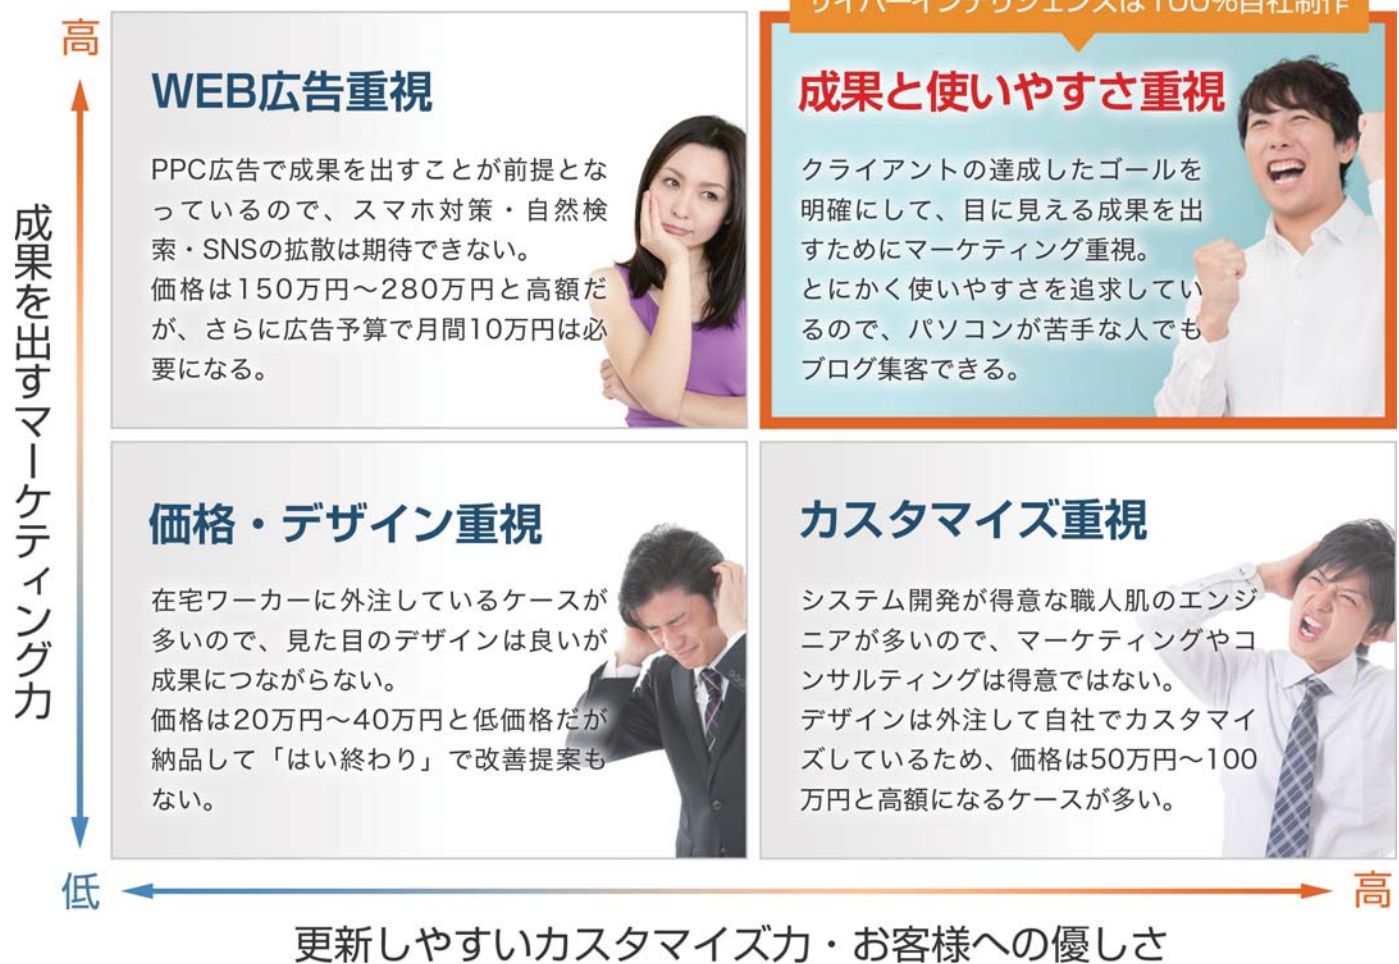 サイバーインテリジェンスは100%自社制作
高
WEB広告重視
PPC広告で成果を出すことが前提とな
っているので、スマホ対策・自然検
索・SNSの拡散は期待できない。
価格は150万円〜280万円と高額だ
が、さらに広告予算で月間10万円は必
要になる。
成果と使いやすさ重視
クライアントの達成したゴールを
明確にして、目に見える成果を出
すためにマーケティング重視。
とにかく使いやすさを追求してい
るので、パソコンが苦手な人でも
ブログ集客できる。
成果を出すマーケティング力
価格・デザイン重視
在宅ワーカーに外注しているケースが
多いので、見た目のデザインは良いが
成果につながらない。
価格は20万円〜40万円と低価格だが
納品して「はい終わり」で改善提案も
ない。
カスタマイズ重視
システム開発が得意な職人肌のエンジ
ニアが多いので、マーケティングやコ
ンサルティングは得意ではない。
デザインは外注して自社でカスタマイ
ズしているため、価格は50万円〜100
万円と高額になるケースが多い。
低
高
更新しやすいカスタマイズ力・お客様への優しさ